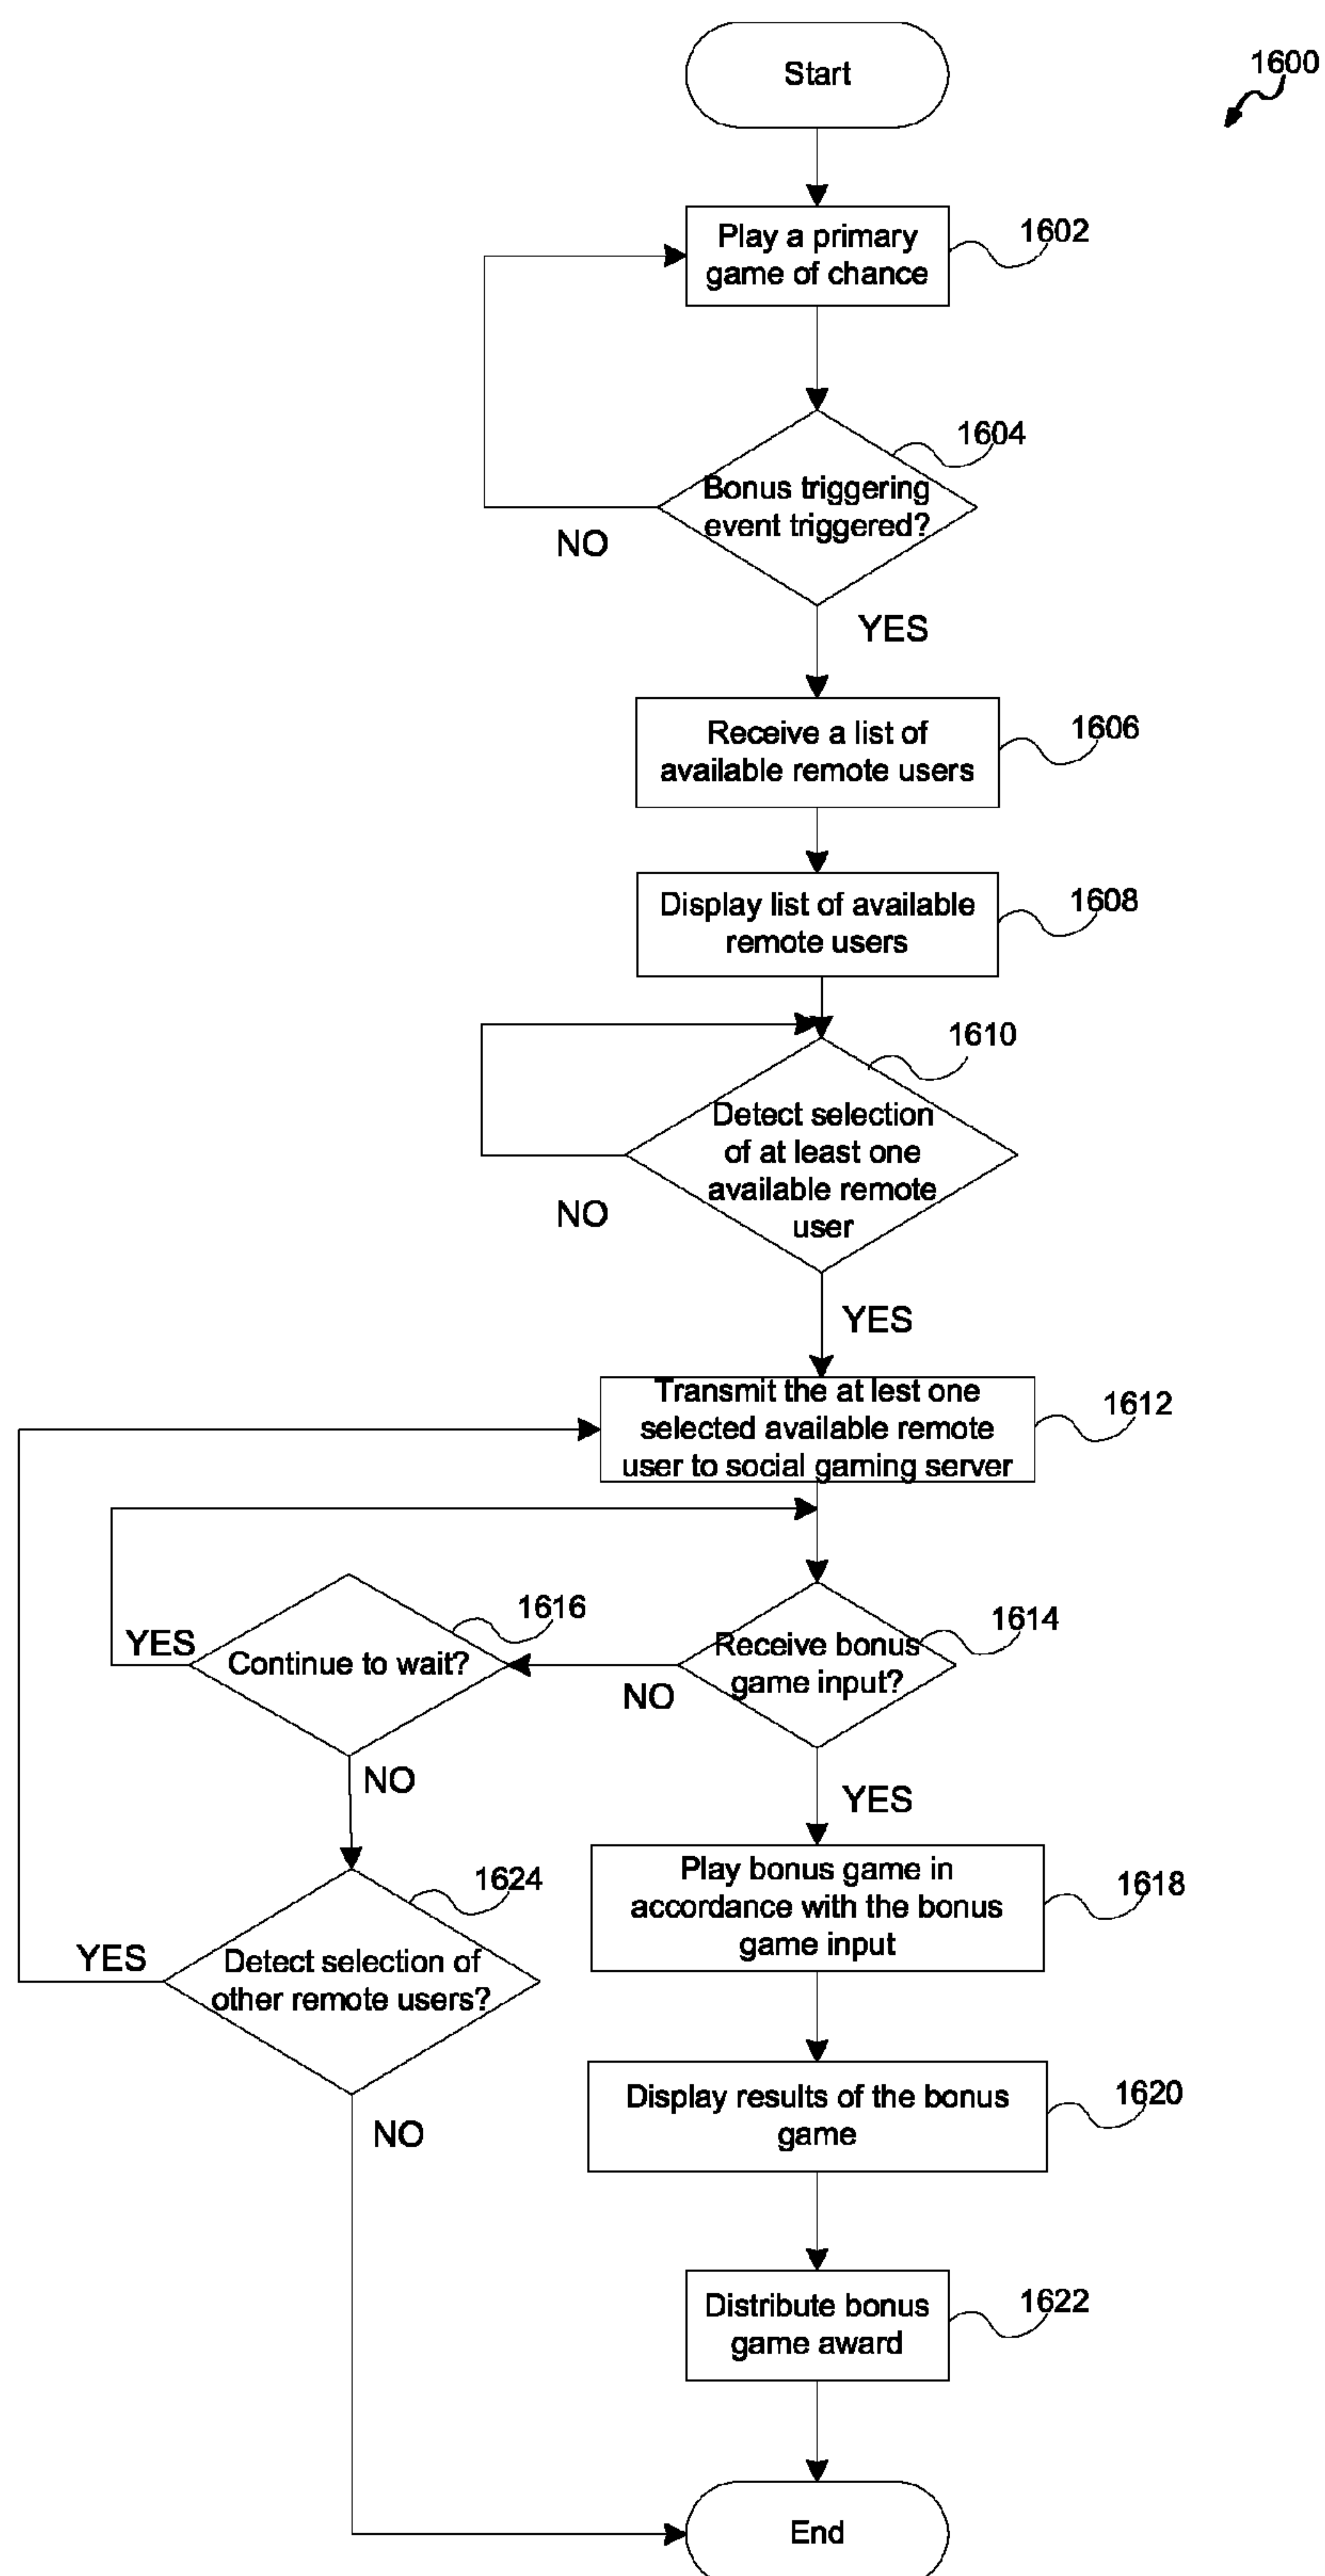 Start
1600
Play a primary
game of chance
1602
1604
Bonus triggering
event triggered?
NO
YES
Receive a list of
available remote users
1606
Display list of available
remote users
1608
1610
Detect selection
of at least one
available remote
user
NO
YES
Transmit the at lest one
selected available remote
user to social gaming server
1612
1616
Continue to wait?
YES
NO
1614
Receive bonus
game input?
NO
YES
1624
Detect selection of
other remote users?
YES
NO
Play bonus game in
accordance with the bonus
game input
1618
Display results of the bonus
game
1620
Distribute bonus
game award
1622
End